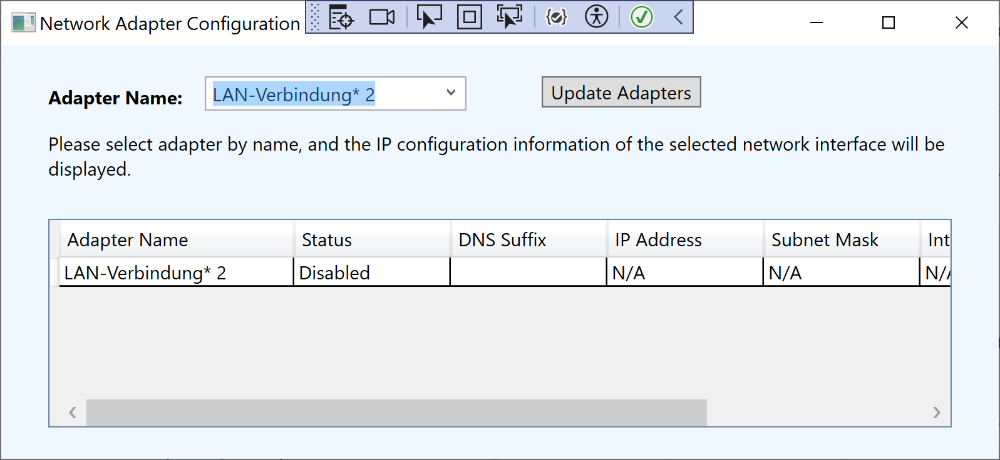 Network Adapter Configuration
Adapter Name: LAN-Verbindung* 2 Update Adapters
Please select adapter by name, and the IP configuration information of the selected network interface will be
displayed.
Adapter Name Status DNS Suffix IP Address Subnet Mask Int
LAN-Verbindung* 2 Disabled N/A N/A N/A